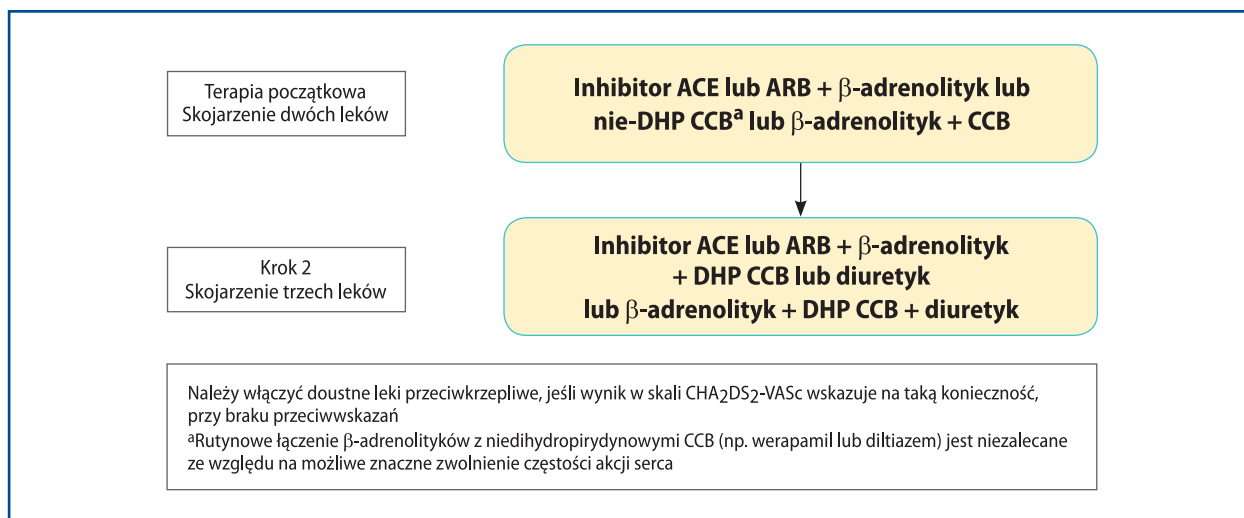 Terapia początkowa
Skojarzenie dwóch leków
Inhibitor ACE lub ARB + β-adrenolityk lub
nie-DHP CCBᵃ lub β-adrenolityk + CCB
Krok 2
Skojarzenie trzech leków
Inhibitor ACE lub ARB + β-adrenolityk
+ DHP CCB lub diuretyk
lub β-adrenolityk + DHP CCB + diuretyk
Należy włączyć doustne leki przeciwkrzepliwe, jeśli wynik w skali CHA₂DS₂-VASc wskazuje na taką konieczność,
przy braku przeciwwskazań
ᵃRutynowe łączenie β-adrenolityków z niedihydropirydynowymi CCB (np. werapamil lub diltiazem) jest niezalecane
ze względu na możliwe znaczne zwolnienie częstości akcji serca